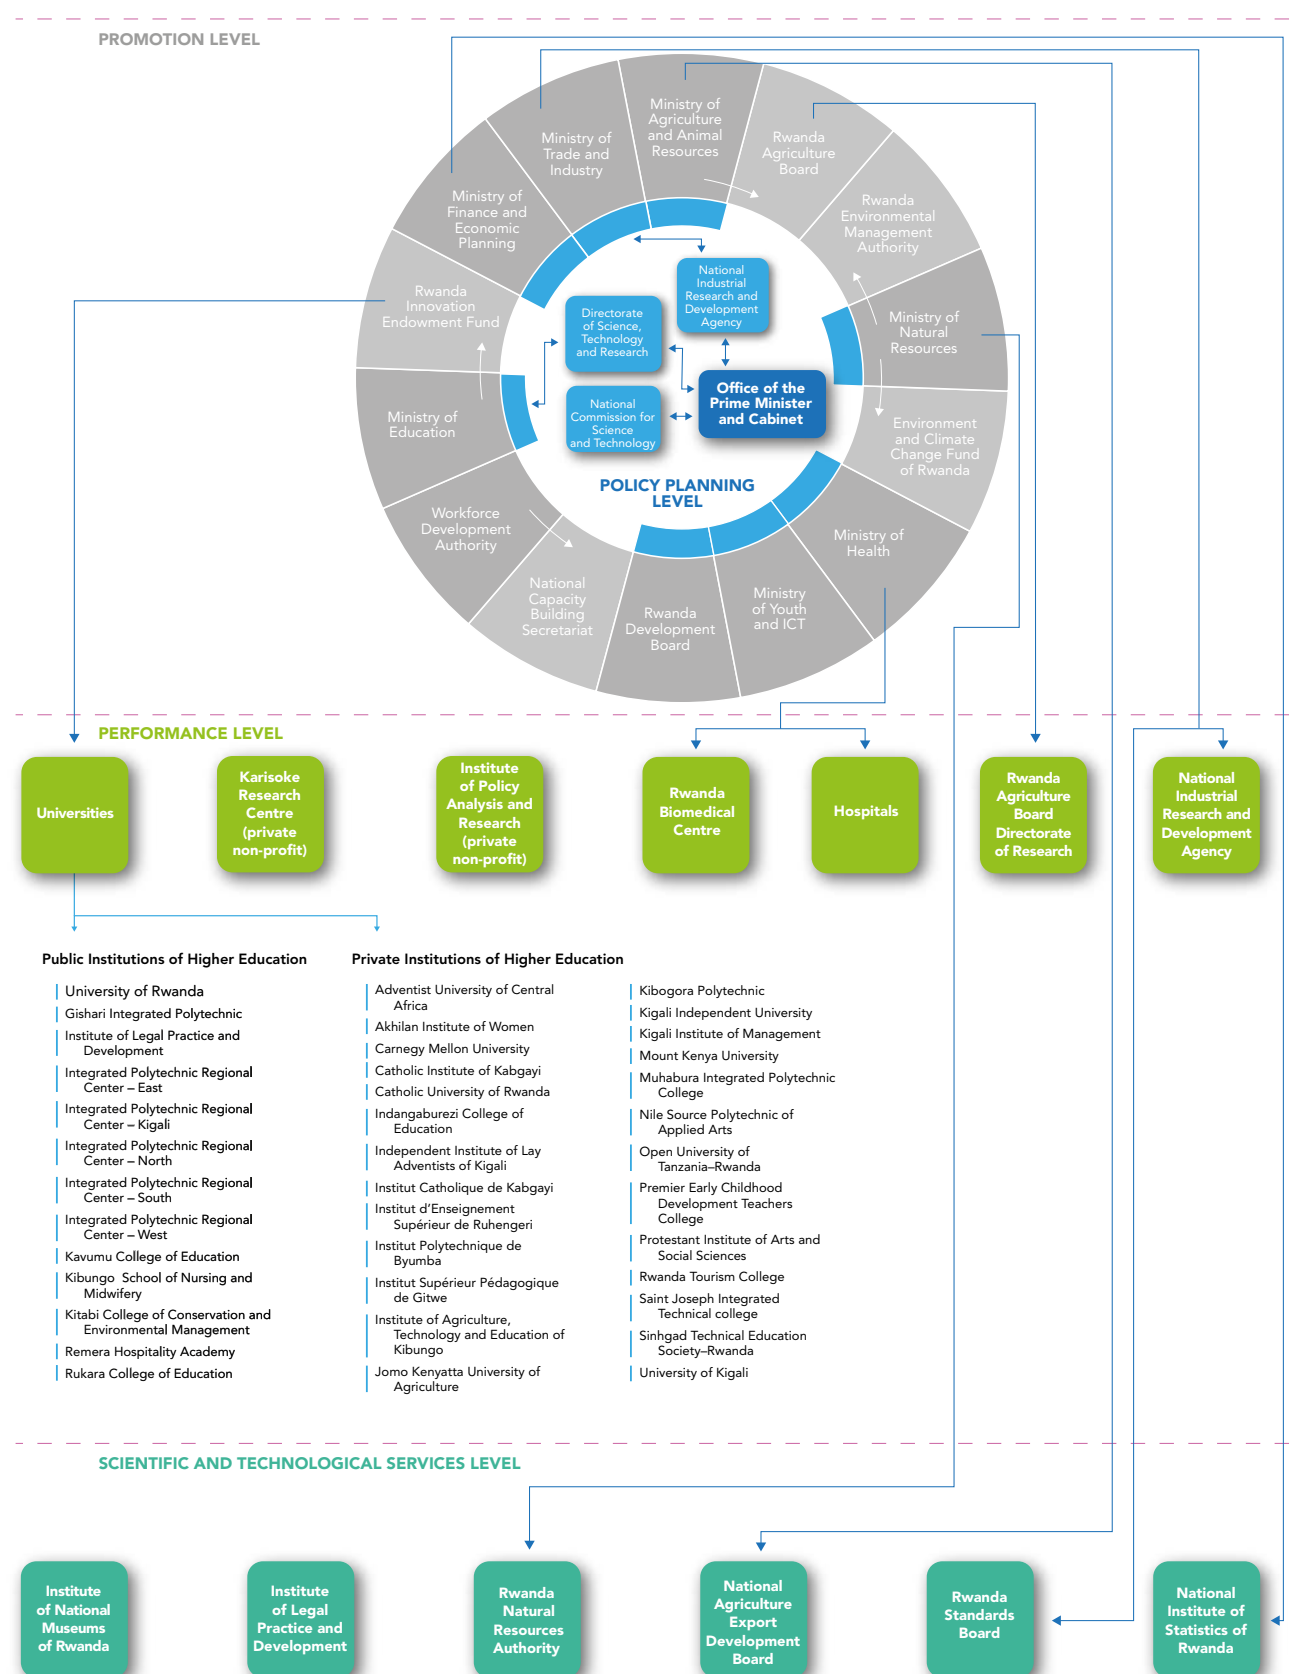 PROMOTION LEVEL
Ministry of
Agriculture
and Animal
Resources
Rwanda
Agriculture
Board
Rwanda
Environmental
Management
Authority
Ministry of
Natural
Resources
Environment
and Climate
Change Fund
of Rwanda
Ministry of
Health
Ministry
of Youth
and ICT
Rwanda
Development
Board
National
Capacity
Building
Secretariat
Workforce
Development
Authority
Ministry of
Education
Rwanda
Innovation
Endowment Fund
Ministry of
Finance and
Economic
Planning
Ministry of
Trade and
Industry
National
Industrial
Research and
Development
Agency
Directorate
of Science,
Technology
and Research
National
Commission for
Science
and Technology
Office of the
Prime Minister
and Cabinet
POLICY PLANNING
LEVEL
PERFORMANCE LEVEL
Universities
Karisoke
Research
Centre
(private
non-profit)
Institute
of Policy
Analysis and
Research
(private
non-profit)
Rwanda
Biomedical
Centre
Hospitals
Rwanda
Agriculture
Board
Directorate
of Research
National
Industrial
Research and
Development
Agency
Public Institutions of Higher Education
University of Rwanda
Gishari Integrated Polytechnic
Institute of Legal Practice and
Development
Integrated Polytechnic Regional
Center – East
Integrated Polytechnic Regional
Center – Kigali
Integrated Polytechnic Regional
Center – North
Integrated Polytechnic Regional
Center – South
Integrated Polytechnic Regional
Center – West
Kavumu College of Education
Kibungo School of Nursing and
Midwifery
Kitabi College of Conservation and
Environmental Management
Remera Hospitality Academy
Rukara College of Education
Private Institutions of Higher Education
Adventist University of Central
Africa
Akhilan Institute of Women
Carnegy Mellon University
Catholic Institute of Kabgayi
Catholic University of Rwanda
Indangaburezi College of
Education
Independent Institute of Lay
Adventists of Kigali
Institut Catholique de Kabgayi
Institut d'Enseignement
Supérieur de Ruhengeri
Institut Polytechnique de
Byumba
Institut Supérieur Pédagogique
de Gitwe
Institute of Agriculture,
Technology and Education of
Kibungo
Jomo Kenyatta University of
Agriculture
Kibogora Polytechnic
Kigali Independent University
Kigali Institute of Management
Mount Kenya University
Muhabura Integrated Polytechnic
College
Nile Source Polytechnic of
Applied Arts
Open University of
Tanzania–Rwanda
Premier Early Childhood
Development Teachers
College
Protestant Institute of Arts and
Social Sciences
Rwanda Tourism College
Saint Joseph Integrated
Technical college
Sinhgad Technical Education
Society–Rwanda
University of Kigali
SCIENTIFIC AND TECHNOLOGICAL SERVICES LEVEL
Institute
of National
Museums
of Rwanda
Institute
of Legal
Practice and
Development
Rwanda
Natural
Resources
Authority
National
Agriculture
Export
Development
Board
Rwanda
Standards
Board
National
Institute of
Statistics of
Rwanda